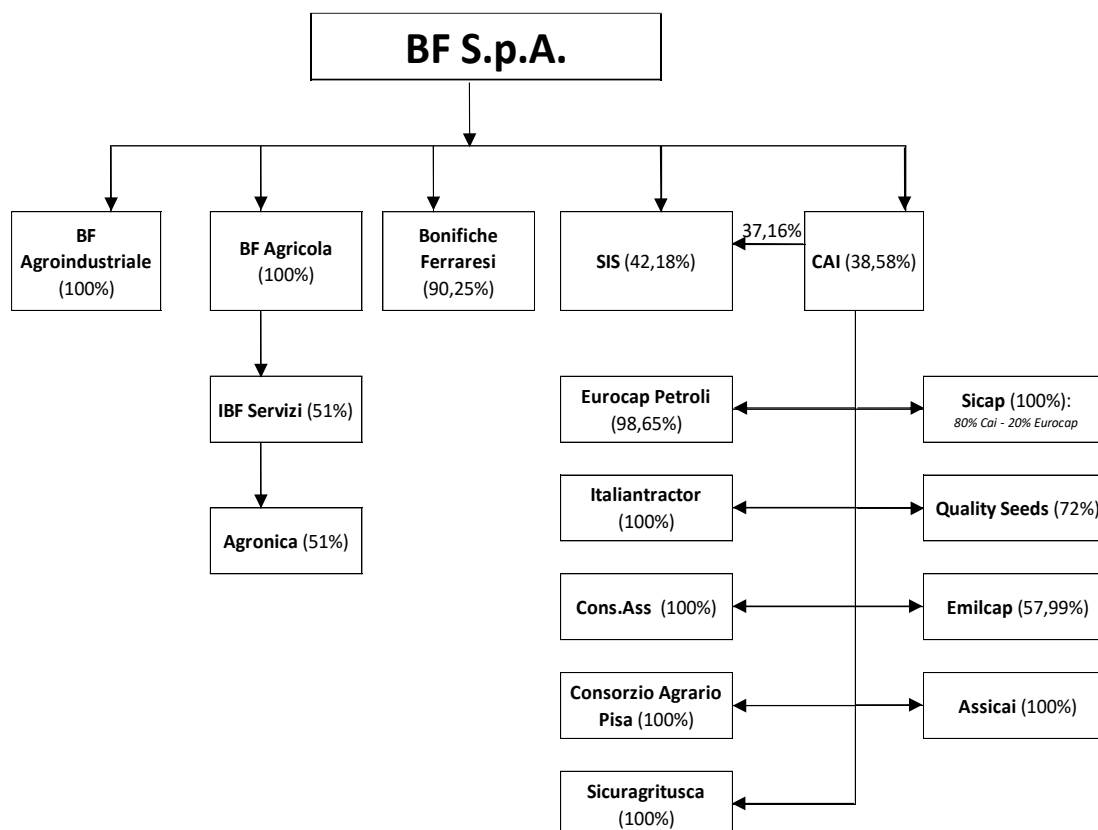 BF S.p.A.
BF
Agroindustriale
(100%)
BF Agricola
(100%)
Bonifiche
Ferraresi
(90,25%)
SIS (42,18%)
37,16%
CAI (38,58%)
IBF Servizi (51%)
Agronica (51%)
Eurocap Petroli
(98,65%)
Sicap (100%):
80% Cai - 20% Eurocap
Italiantractor
(100%)
Quality Seeds (72%)
Cons.Ass (100%)
Emilcap (57,99%)
Consorzio Agrario
Pisa (100%)
Assicai (100%)
Sicuragritusca
(100%)